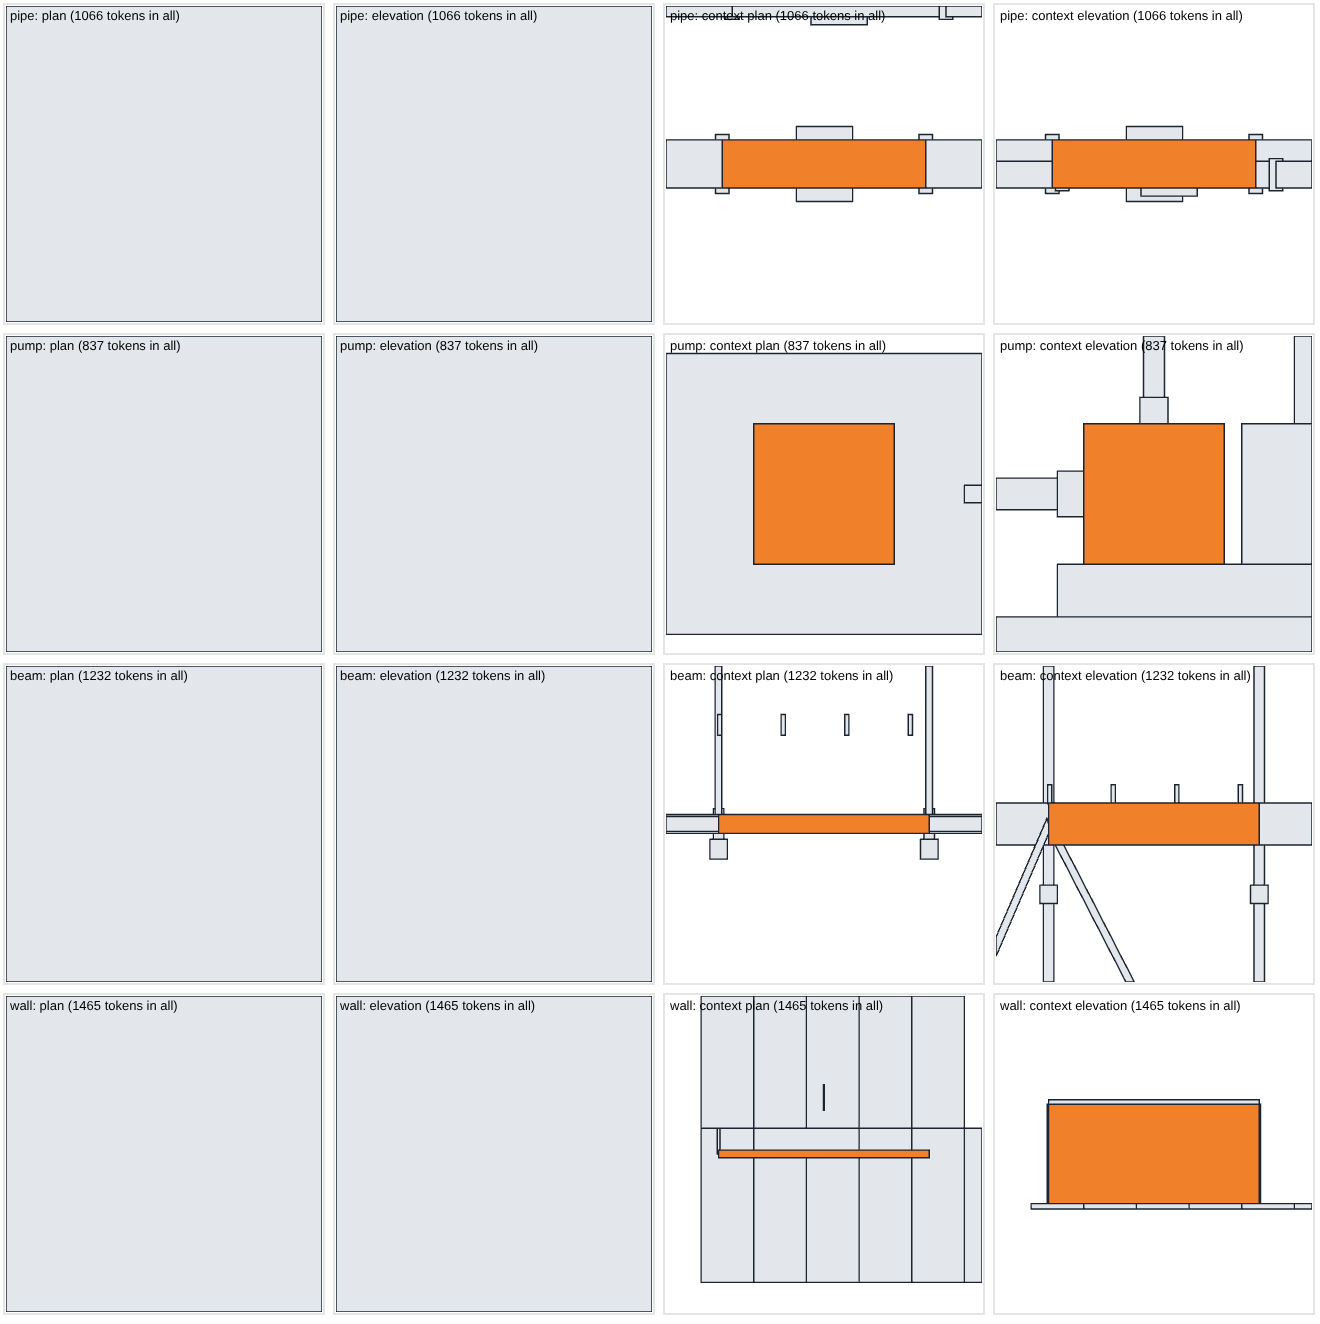 pipe: plan (1066 tokens in all)
pipe: elevation (1066 tokens in all)
pipe: context plan (1066 tokens in all)
pipe: context elevation (1066 tokens in all)
pump: plan (837 tokens in all)
pump: elevation (837 tokens in all)
pump: context plan (837 tokens in all)
pump: context elevation (837 tokens in all)
beam: plan (1232 tokens in all)
beam: elevation (1232 tokens in all)
beam: context plan (1232 tokens in all)
beam: context elevation (1232 tokens in all)
wall: plan (1465 tokens in all)
wall: elevation (1465 tokens in all)
wall: context plan (1465 tokens in all)
wall: context elevation (1465 tokens in all)